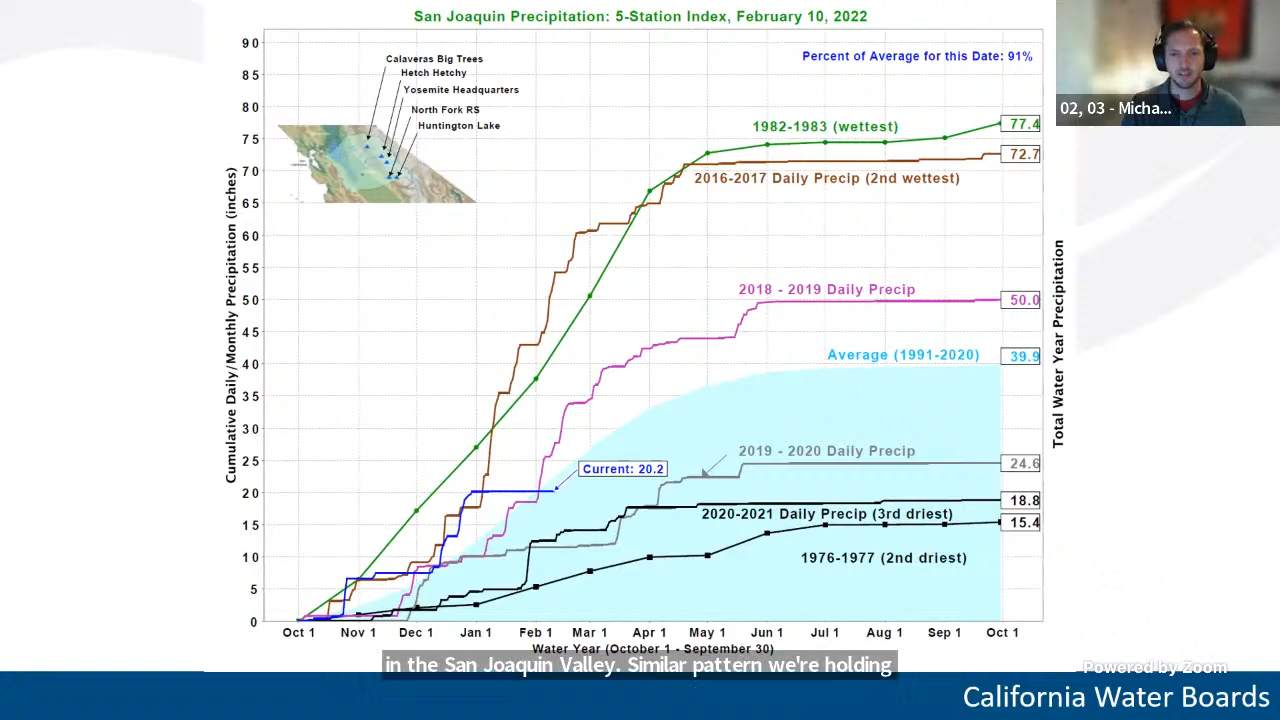 San Joaquin Precipitation: 5-Station Index, February 10, 2022
Percent of Average for this Date: 91%
Calaveras Big Trees
Hetch Hetchy
Yosemite Headquarters
North Fork RS
Huntington Lake
02, 03 - Micha...
Cumulative Daily/Monthly Precipitation (inches)
90
85
80
75
70
65
60
55
50
45
40
35
30
25
20
15
10
5
0
1982-1983 (wettest)
77.4
72.7
2016-2017 Daily Precip (2nd wettest)
2018 - 2019 Daily Precip
50.0
Average (1991-2020)
39.9
2019 - 2020 Daily Precip
24.6
Current: 20.2
18.8
2020-2021 Daily Precip (3rd driest)
15.4
1976-1977 (2nd driest)
Total Water Year Precipitation
Oct 1 Nov 1 Dec 1 Jan 1 Feb 1 Mar 1 Apr 1 May 1 Jun 1 Jul 1 Aug 1 Sep 1 Oct 1
Water Year (October 1 - September 30)
in the San Joaquin Valley. Similar pattern we're holding
Powered by Zoom
California Water Boards